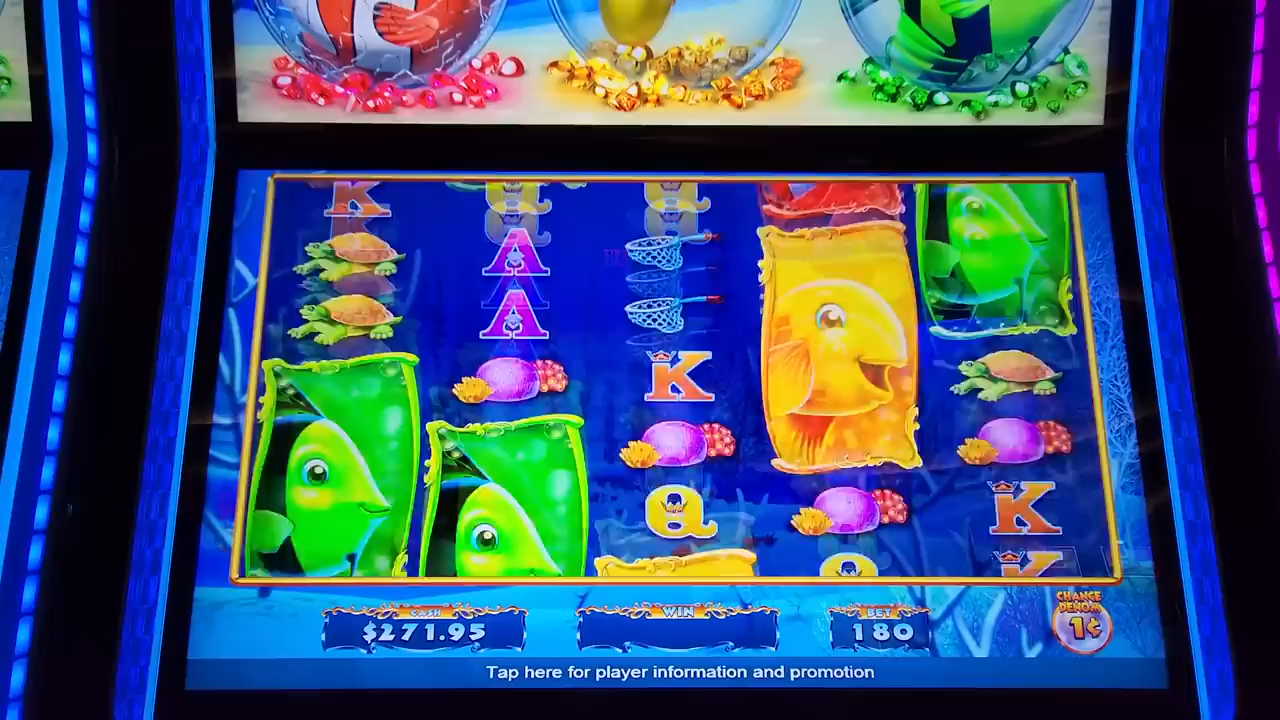 K
A
A
K
Q
K
K
CASH
$271.95
WIN
BET
180
CHANGE
DENOM
1¢
Tap here for player information and promotion